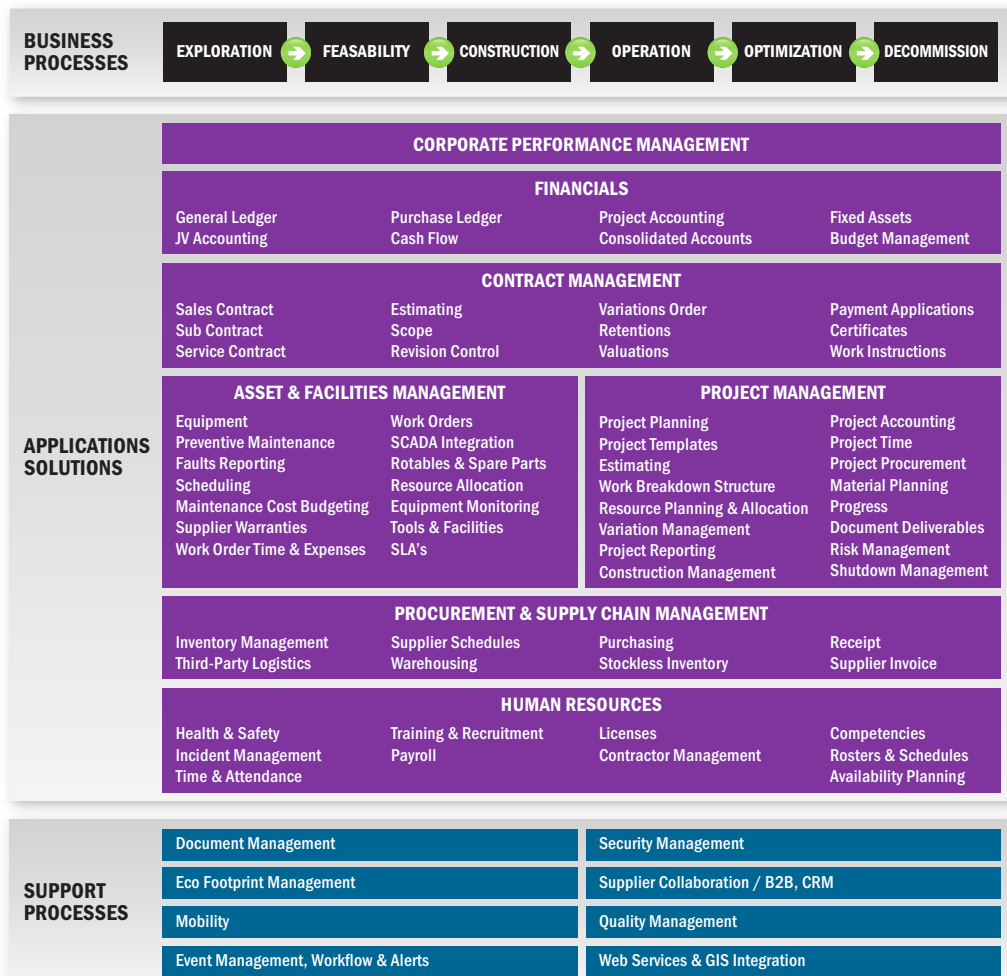 BUSINESS
PROCESSES
EXPLORATION
FEASABILITY
CONSTRUCTION
OPERATION
OPTIMIZATION
DECOMMISSION
APPLICATIONS
SOLUTIONS
CORPORATE PERFORMANCE MANAGEMENT
FINANCIALS
General Ledger
JV Accounting
Purchase Ledger
Cash Flow
Project Accounting
Consolidated Accounts
Fixed Assets
Budget Management
CONTRACT MANAGEMENT
Sales Contract
Sub Contract
Service Contract
Estimating
Scope
Revision Control
Variations Order
Retentions
Valuations
Payment Applications
Certificates
Work Instructions
ASSET & FACILITIES MANAGEMENT
Equipment
Preventive Maintenance
Faults Reporting
Scheduling
Maintenance Cost Budgeting
Supplier Warranties
Work Order Time & Expenses
Work Orders
SCADA Integration
Rotables & Spare Parts
Resource Allocation
Equipment Monitoring
Tools & Facilities
SLA's
PROJECT MANAGEMENT
Project Planning
Project Templates
Estimating
Work Breakdown Structure
Resource Planning & Allocation
Variation Management
Project Reporting
Construction Management
Project Accounting
Project Time
Project Procurement
Material Planning
Progress
Document Deliverables
Risk Management
Shutdown Management
PROCUREMENT & SUPPLY CHAIN MANAGEMENT
Inventory Management
Third-Party Logistics
Supplier Schedules
Warehousing
Purchasing
Stockless Inventory
Receipt
Supplier Invoice
HUMAN RESOURCES
Health & Safety
Incident Management
Time & Attendance
Training & Recruitment
Payroll
Licenses
Contractor Management
Competencies
Rosters & Schedules
Availability Planning
SUPPORT
PROCESSES
Document Management
Security Management
Eco Footprint Management
Supplier Collaboration / B2B, CRM
Mobility
Quality Management
Event Management, Workflow & Alerts
Web Services & GIS Integration